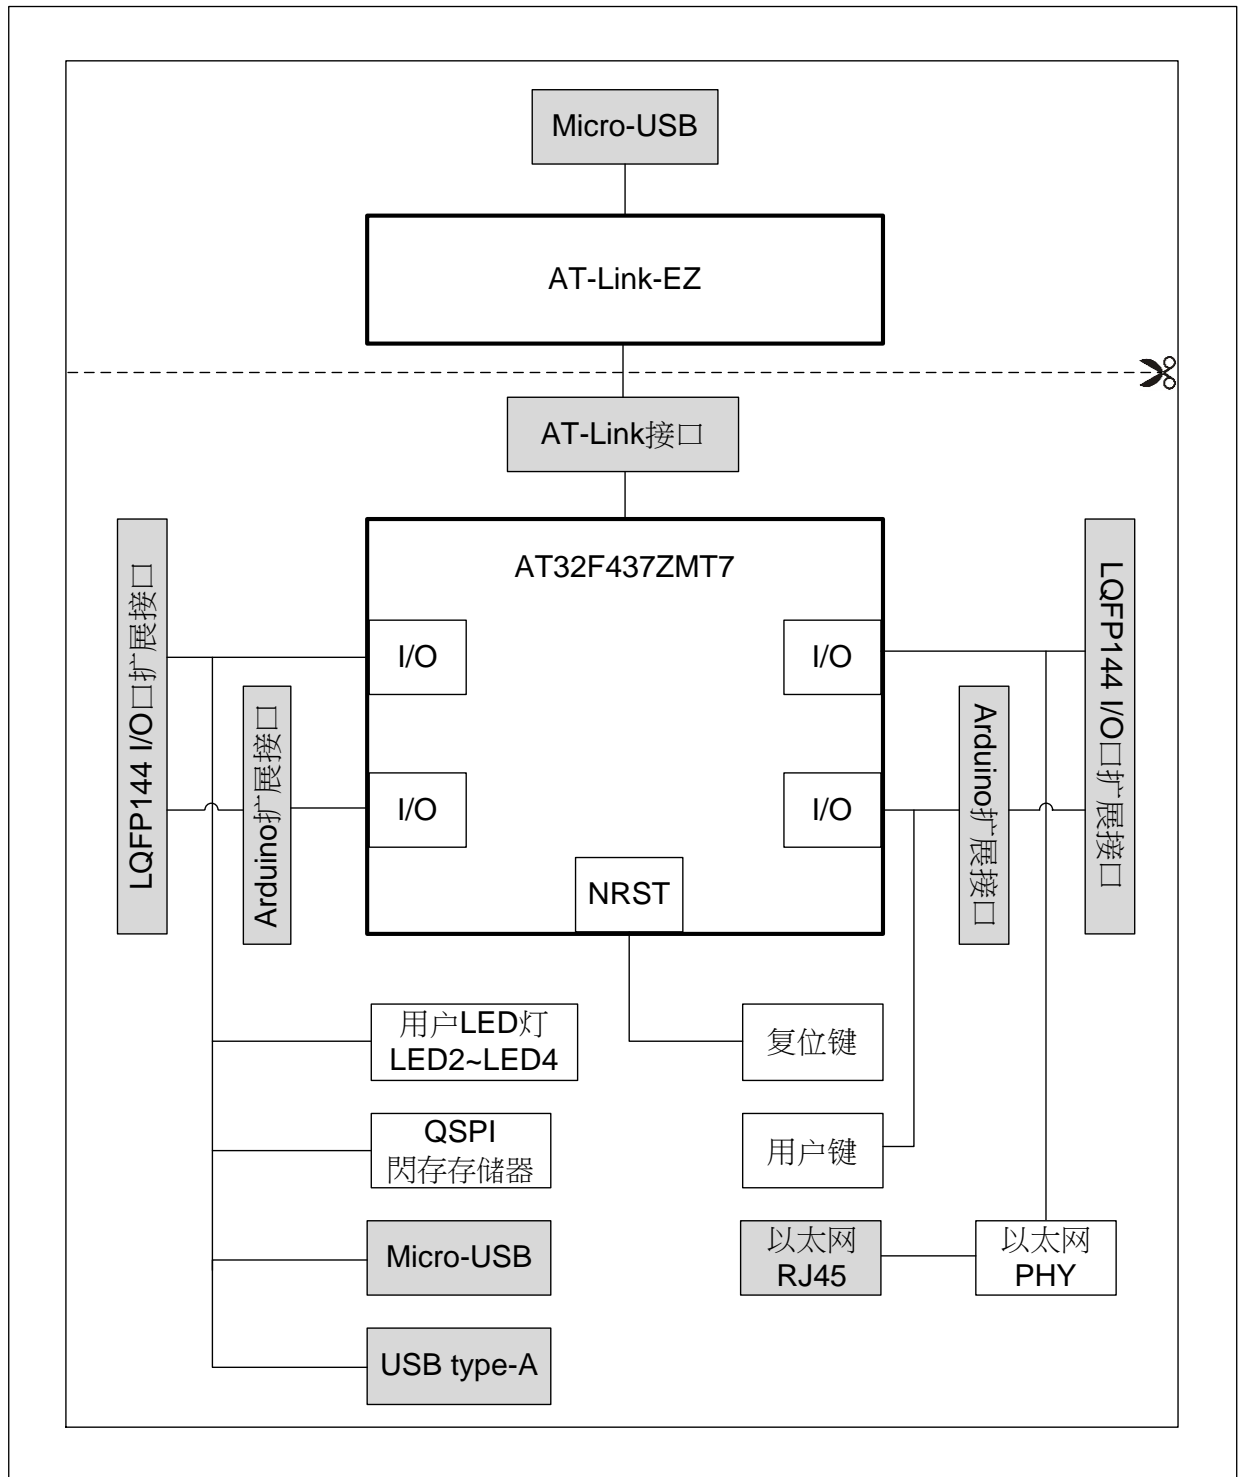 Micro-USB
AT-Link-EZ
AT-Link接口
AT32F437ZMT7
LQFP144 I/O口扩展接口
Arduino扩展接口
I/O
I/O
I/O
I/O
NRST
Arduino扩展接口
LQFP144 I/O口扩展接口
用户LED灯
LED2~LED4
复位键
QSPI
閃存存储器
用户键
Micro-USB
以太网
RJ45
以太网
PHY
USB type-A